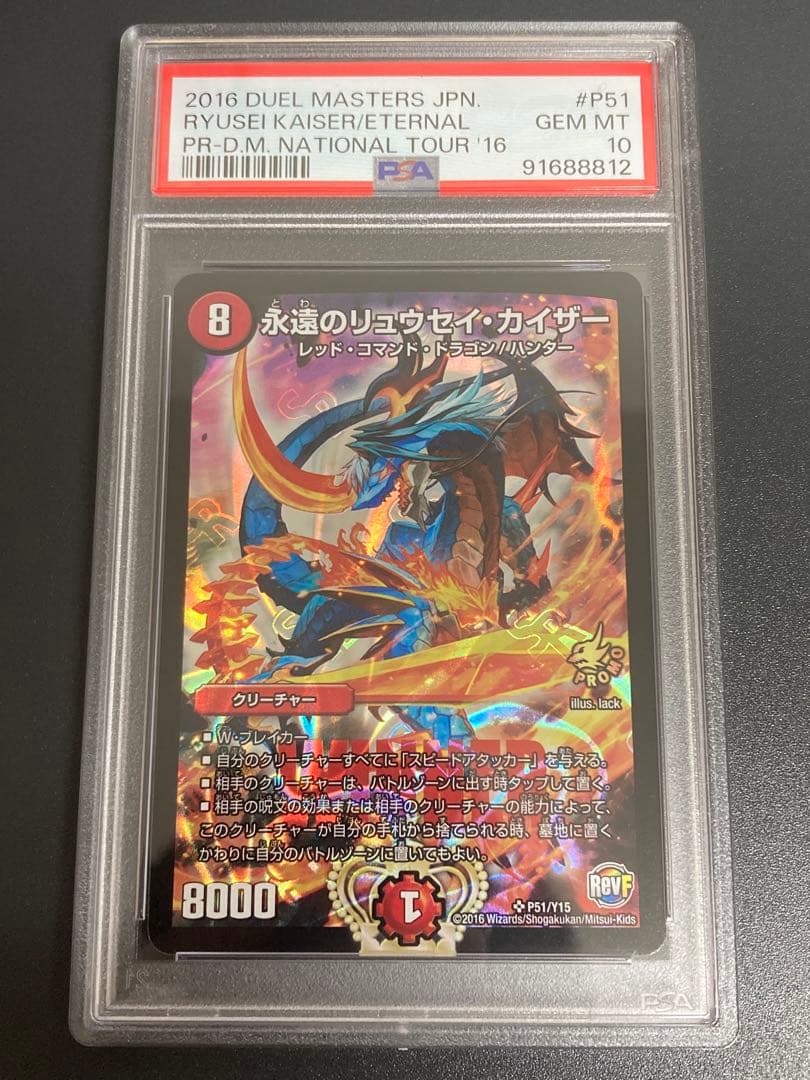 2016 DUEL MASTERS JPN. #P51
RYUSEI KAISER/ETERNAL GEM MT
PR-D.M. NATIONAL TOUR '16 10
PSA 91688812
とわ
8 永遠のリュウセイ・カイザー
レッド・コマンド・ドラゴン/ハンター
DM PRO
illus. lack
クリーチャー
■ W・ブレイカー
■ 自分のクリーチャーすべてに「スピードアタッカー」を与える。
■ 相手のクリーチャーは、バトルゾーンに出す時タップして置く。
■ 相手の呪文の効果または相手のクリーチャーの能力によって、
このクリーチャーが自分の手札から捨てられる時、墓地に置く
かわりに自分のバトルゾーンに置いてもよい。
RevF
8000 1 P51/Y15
©2016 Wizards/Shogakukan/Mitsui-Kids
PSA